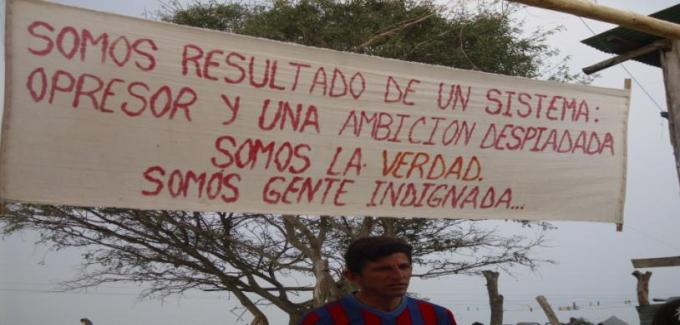 SOMOS RESULTADO DE UN SISTEMA:
OPRESOR Y UNA AMBICION DESPIADADA
SOMOS LA VERDAD.
SOMOS GENTE INDIGNADA...